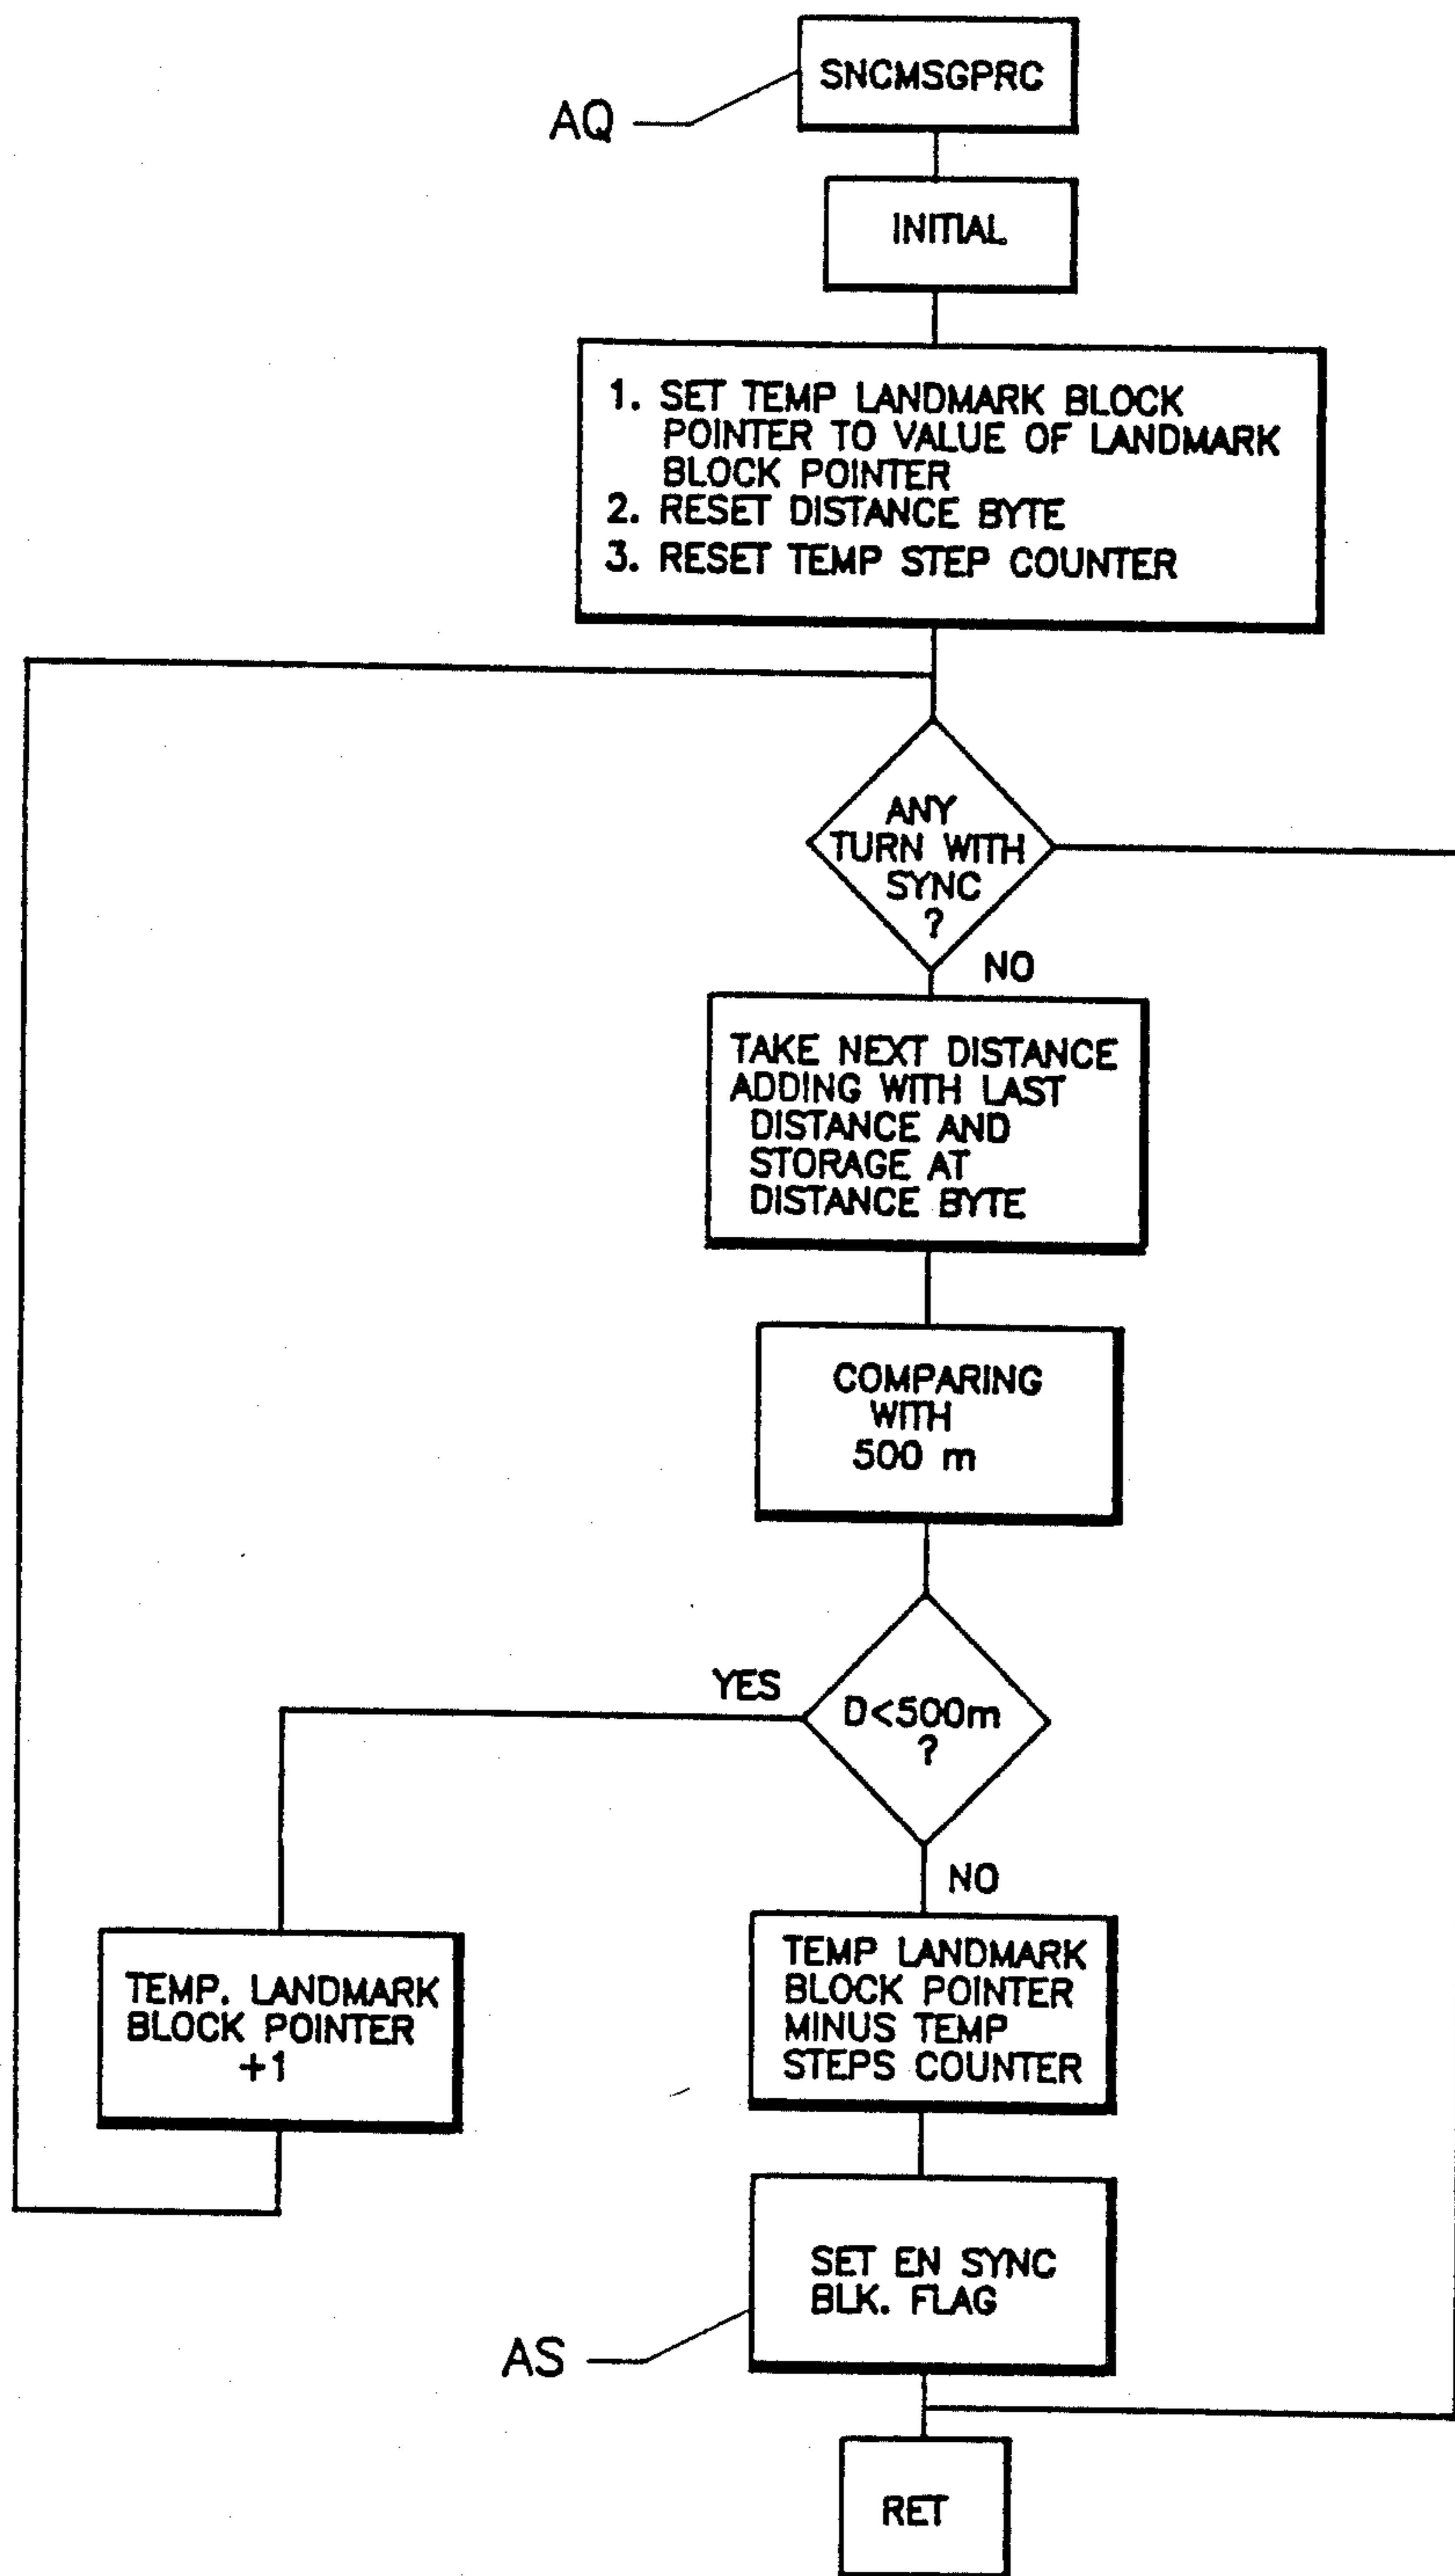 SNCMSGPRC
AQ
INITIAL
1. SET TEMP LANDMARK BLOCK
POINTER TO VALUE OF LANDMARK
BLOCK POINTER
2. RESET DISTANCE BYTE
3. RESET TEMP STEP COUNTER
ANY
TURN WITH
SYNC
?
NO
TAKE NEXT DISTANCE
ADDING WITH LAST
DISTANCE AND
STORAGE AT
DISTANCE BYTE
COMPARING
WITH
500 m
YES
D<500m
?
NO
TEMP. LANDMARK
BLOCK POINTER
+1
TEMP LANDMARK
BLOCK POINTER
MINUS TEMP
STEPS COUNTER
SET EN SYNC
BLK. FLAG
AS
RET